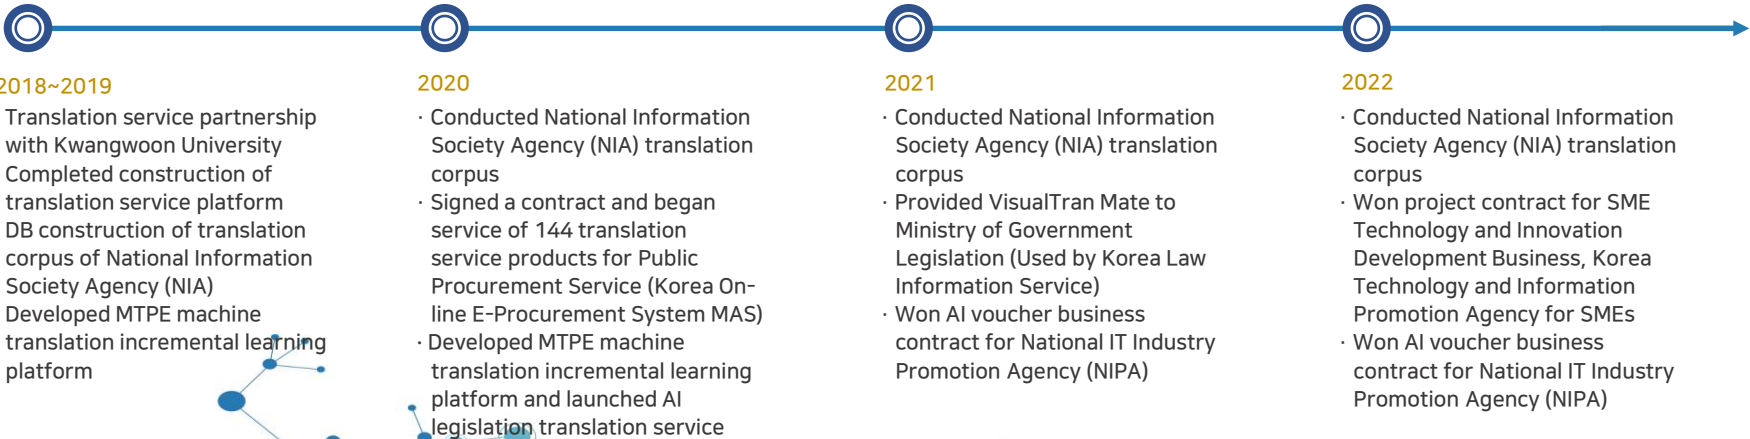 2018~2019
Translation service partnership
with Kwangwoon University
Completed construction of
translation service platform
DB construction of translation
corpus of National Information
Society Agency (NIA)
Developed MTPE machine
translation incremental learning
platform
2020
· Conducted National Information
Society Agency (NIA) translation
corpus
· Signed a contract and began
service of 144 translation
service products for Public
Procurement Service (Korea On-
line E-Procurement System MAS)
· Developed MTPE machine
translation incremental learning
platform and launched AI
legislation translation service
2021
· Conducted National Information
Society Agency (NIA) translation
corpus
· Provided VisualTran Mate to
Ministry of Government
Legislation (Used by Korea Law
Information Service)
· Won AI voucher business
contract for National IT Industry
Promotion Agency (NIPA)
2022
· Conducted National Information
Society Agency (NIA) translation
corpus
· Won project contract for SME
Technology and Innovation
Development Business, Korea
Technology and Information
Promotion Agency for SMEs
· Won AI voucher business
contract for National IT Industry
Promotion Agency (NIPA)